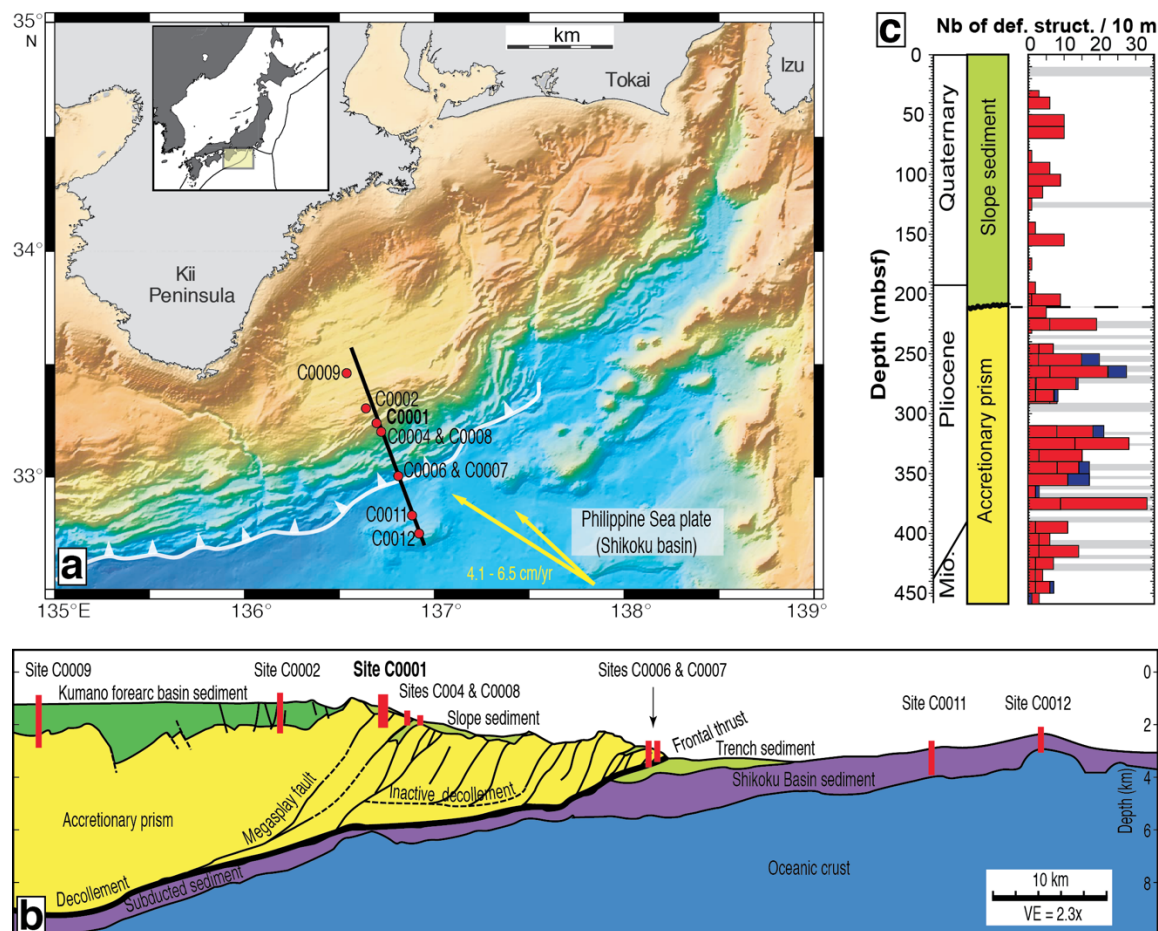 35°
N
34°
33°
135°E
136°
137°
138°
139°
km
Tokai
Izu
Kii
Peninsula
C0009
C0002
C0001
C0004 & C0008
C0006 & C0007
C0011
C0012
Philippine Sea plate
(Shikoku basin)
4.1 - 6.5 cm/yr
a
c
Nb of def. struct. / 10 m
0 10 20 30
Depth (mbsf)
0
50
100
150
200
250
300
350
400
450
Quaternary
Pliocene
Mio.
Slope sediment
Accretionary prism
Site C0009
Site C0002
Site C0001
Sites C004 & C0008
Sites C0006 & C0007
Site C0011
Site C0012
Kumano forearc basin sediment
Slope sediment
Frontal thrust
Trench sediment
Shikoku Basin sediment
Megasplay fault
Inactive decollement
Accretionary prism
Decollement
Subducted sediment
Oceanic crust
0
2
4
6
8
Depth (km)
10 km
VE = 2.3x
b